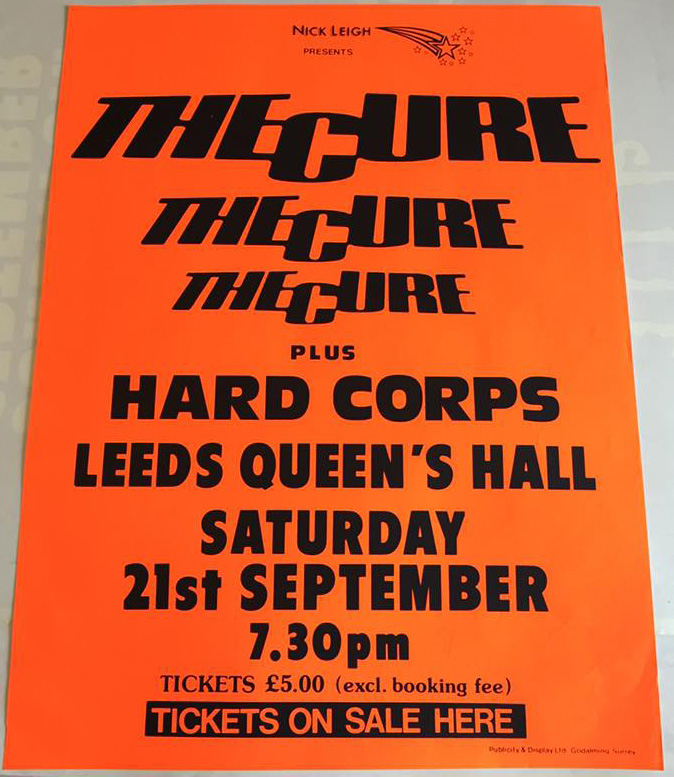 NICK LEIGH
PRESENTS
THE CURE
THE CURE
THE CURE
PLUS
HARD CORPS
LEEDS QUEEN'S HALL
SATURDAY
21st SEPTEMBER
7.30pm
TICKETS £5.00 (excl. booking fee)
TICKETS ON SALE HERE
Publicity & Display Ltd. Godalming Surrey